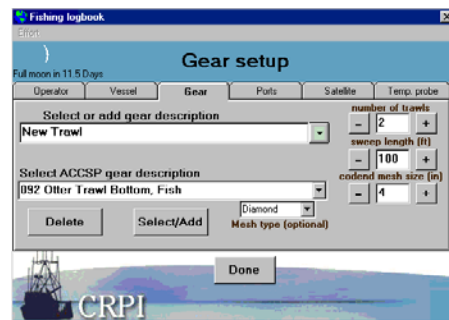 Fishing logbook
Effort
Full moon in 11.5 Days
Gear setup
Operator Vessel Gear Ports Satellite Temp. probe
Select or add gear description
New Trawl
number of trawls
- 2 +
sweep length (ft)
- 100 +
Select ACCSP gear description
092 Otter Trawl Bottom, Fish
codend mesh size (in)
- 4 +
Delete Select/Add
Diamond
Mesh type (optional)
Done
CRPI